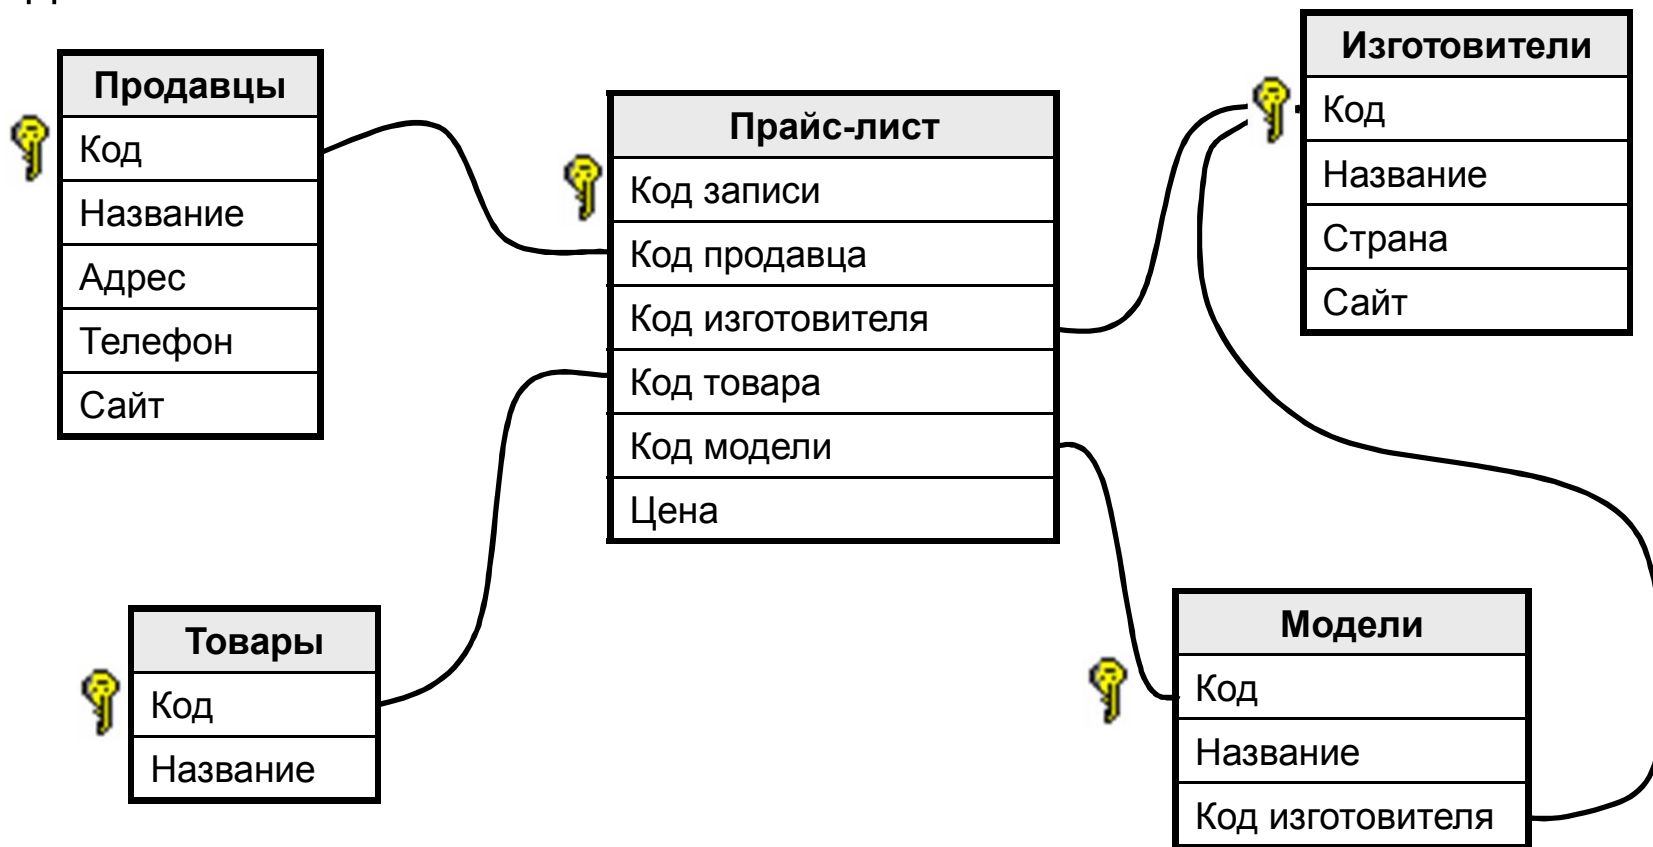 Продавцы
Код
Название
Адрес
Телефон
Сайт
Прайс-лист
Код записи
Код продавца
Код изготовителя
Код товара
Код модели
Цена
Изготовители
Код
Название
Страна
Сайт
Товары
Код
Название
Модели
Код
Название
Код изготовителя